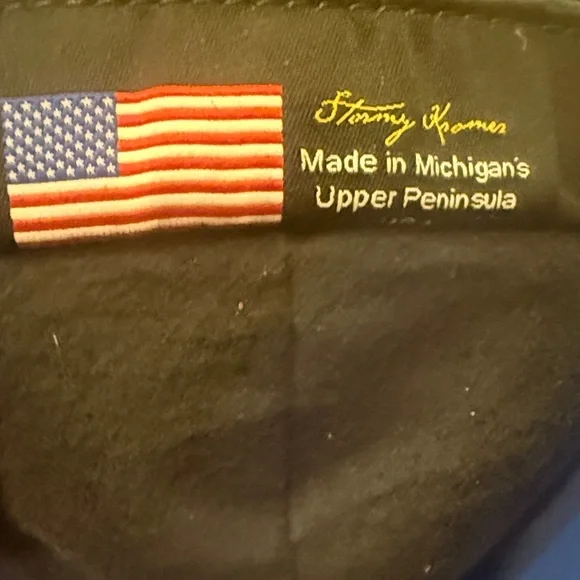 Stormy Kromer
Made in Michigan's
Upper Peninsula